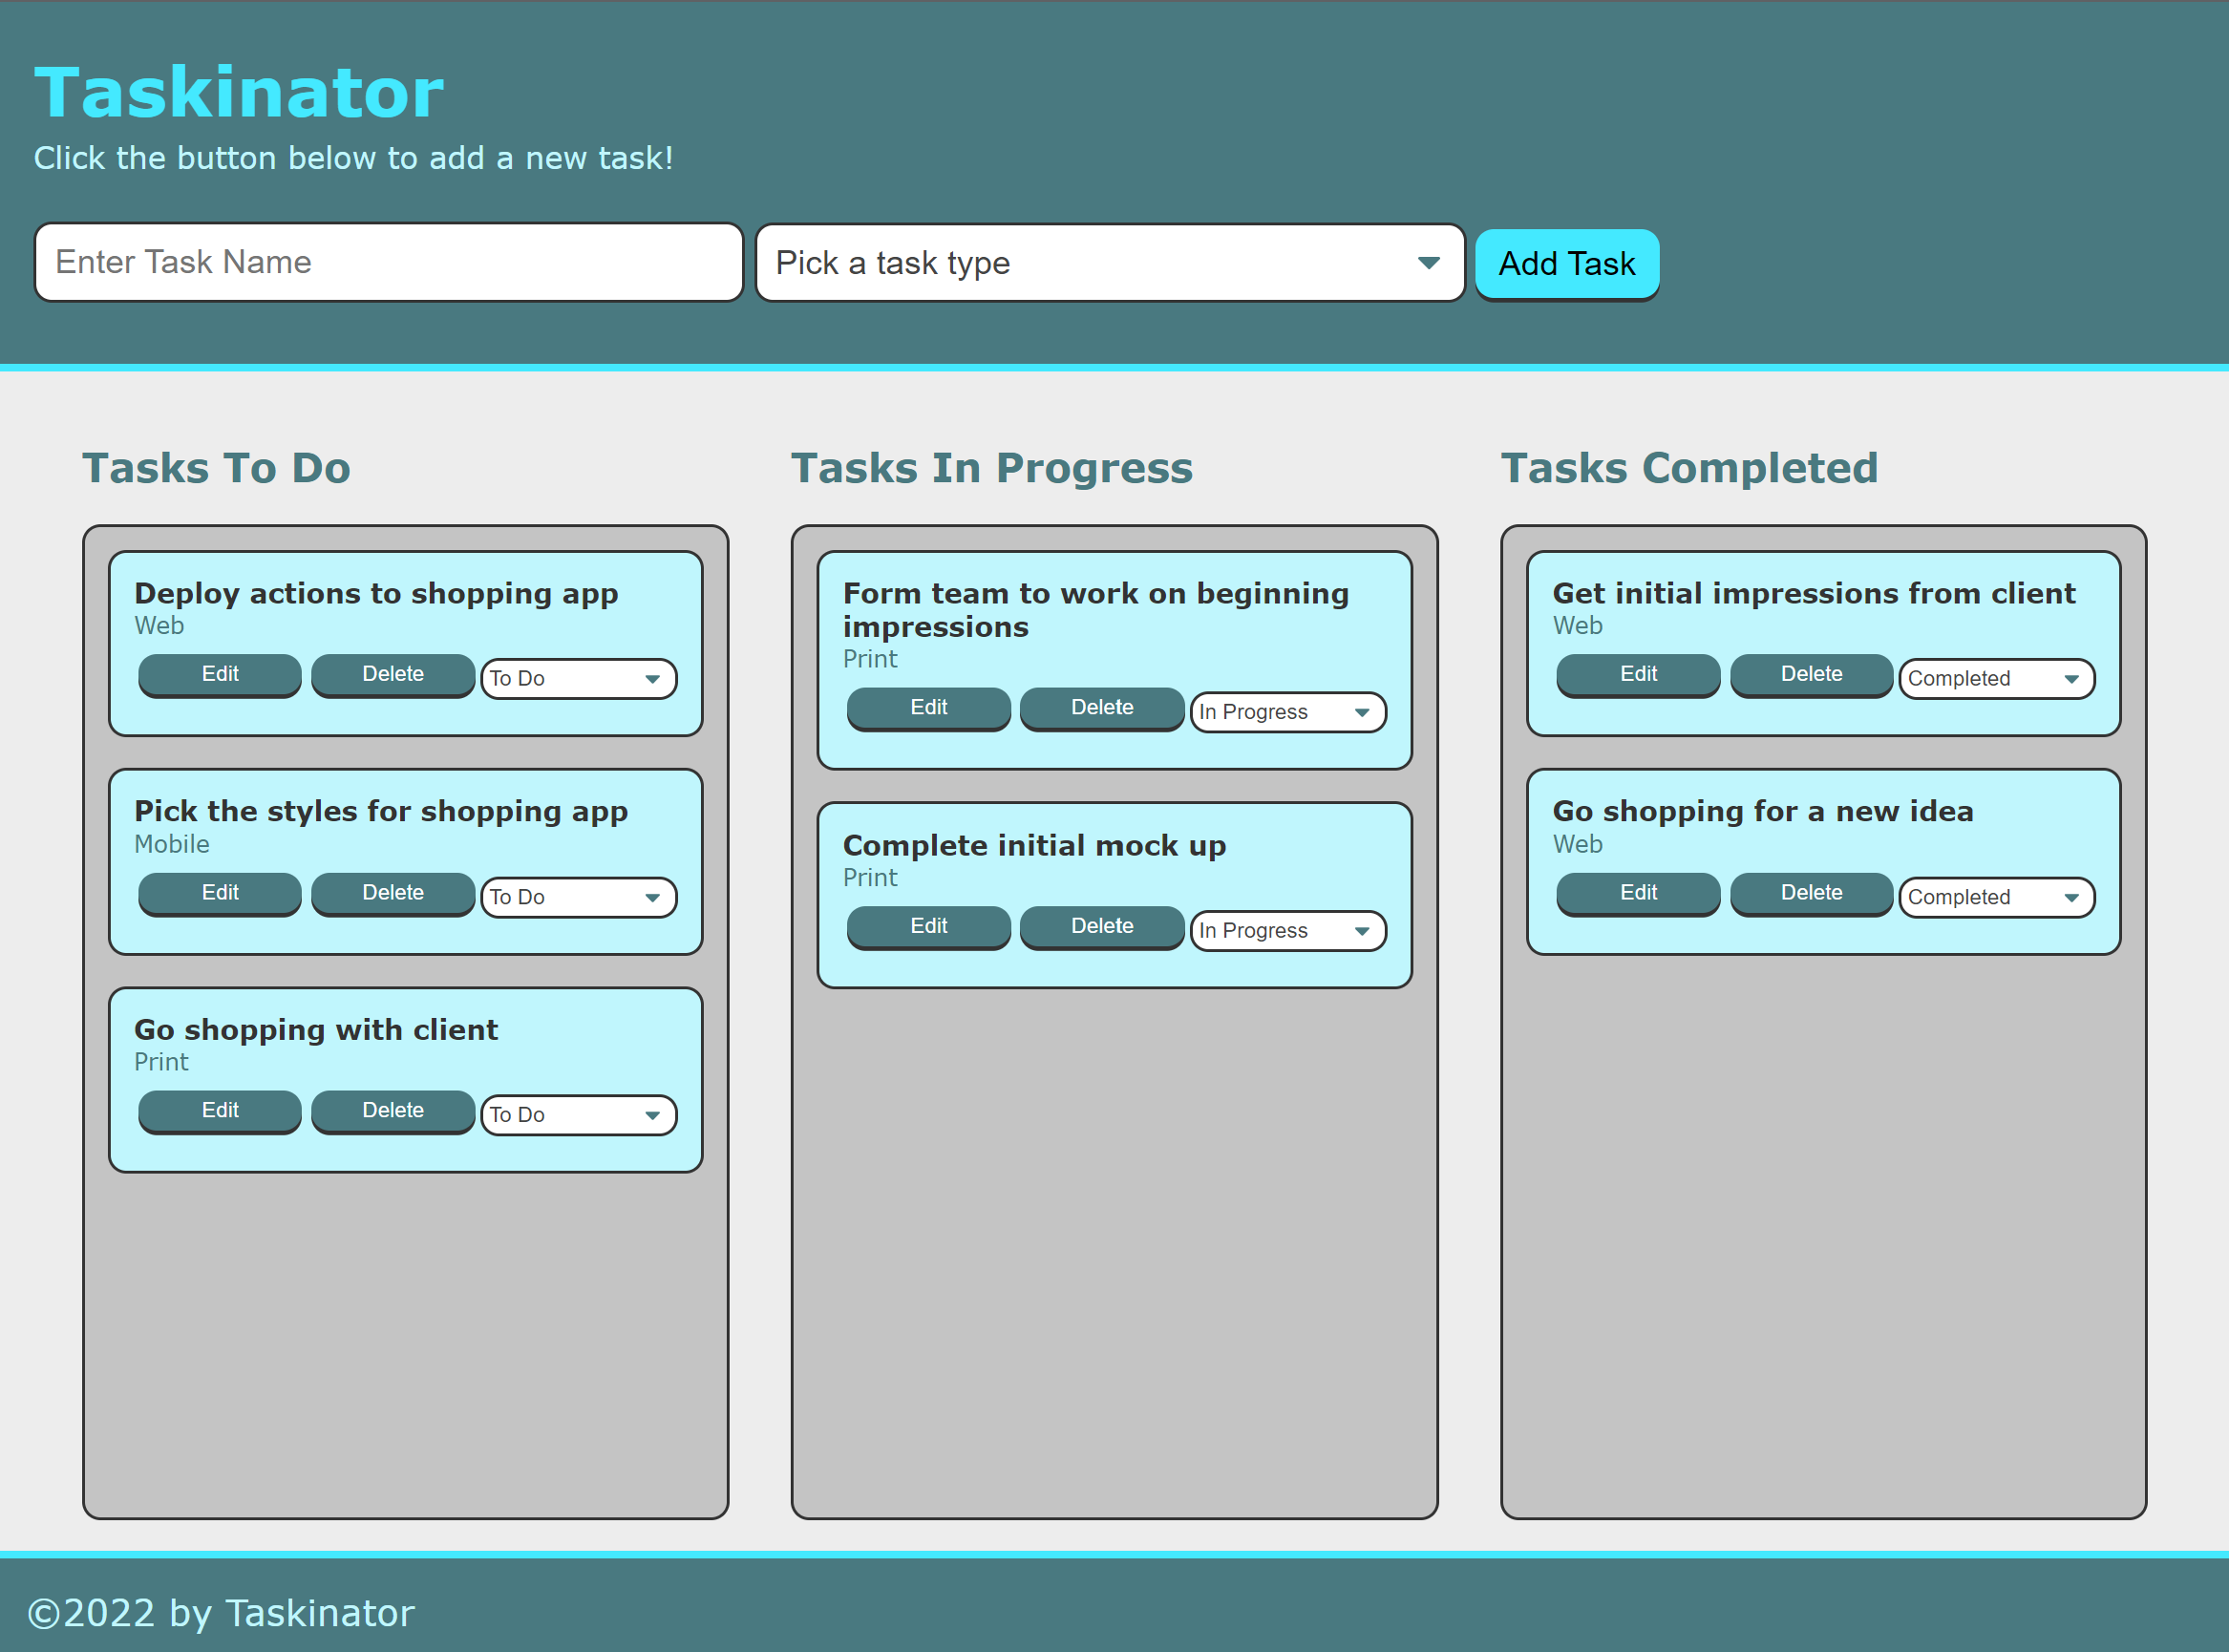 Taskinator
Click the button below to add a new task!
Enter Task Name
Pick a task type
Add Task
Tasks To Do
Deploy actions to shopping app
Web
Edit
Delete
To Do
Pick the styles for shopping app
Mobile
Edit
Delete
To Do
Go shopping with client
Print
Edit
Delete
To Do
Tasks In Progress
Form team to work on beginning
impressions
Print
Edit
Delete
In Progress
Complete initial mock up
Print
Edit
Delete
In Progress
Tasks Completed
Get initial impressions from client
Web
Edit
Delete
Completed
Go shopping for a new idea
Web
Edit
Delete
Completed
©2022 by Taskinator